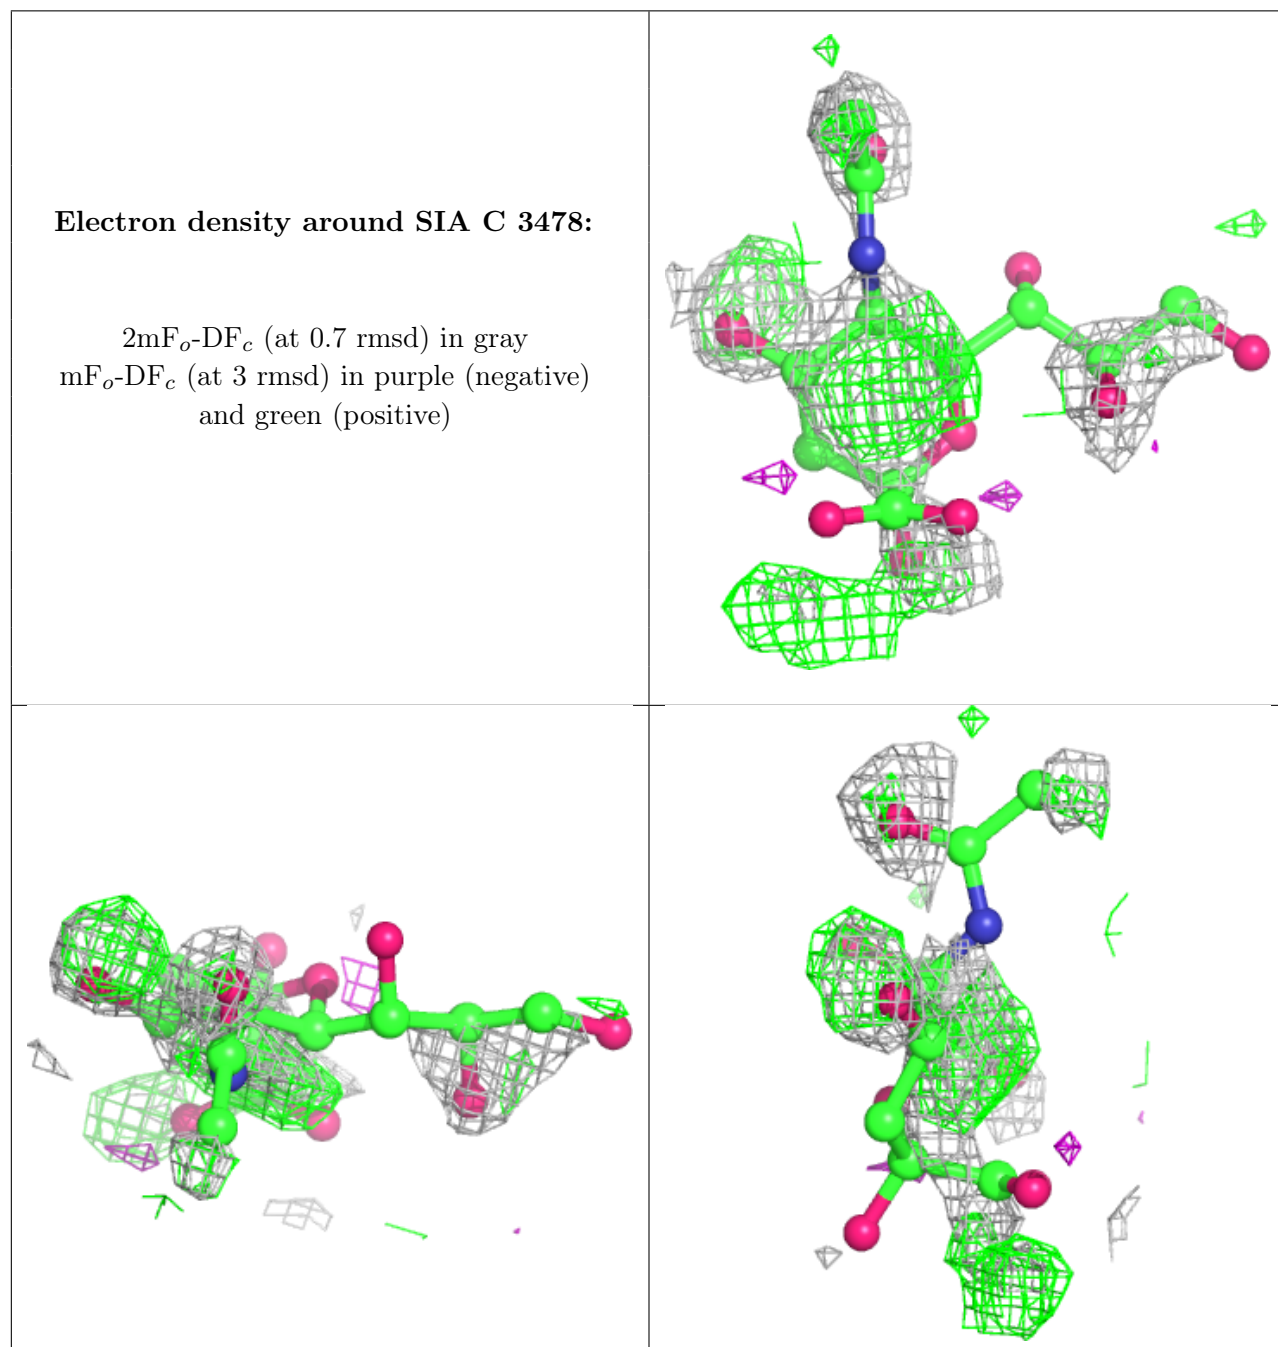 Electron density around SIA C 3478:
2mFₒ-DF𝒸 (at 0.7 rmsd) in gray
mFₒ-DF𝒸 (at 3 rmsd) in purple (negative)
and green (positive)